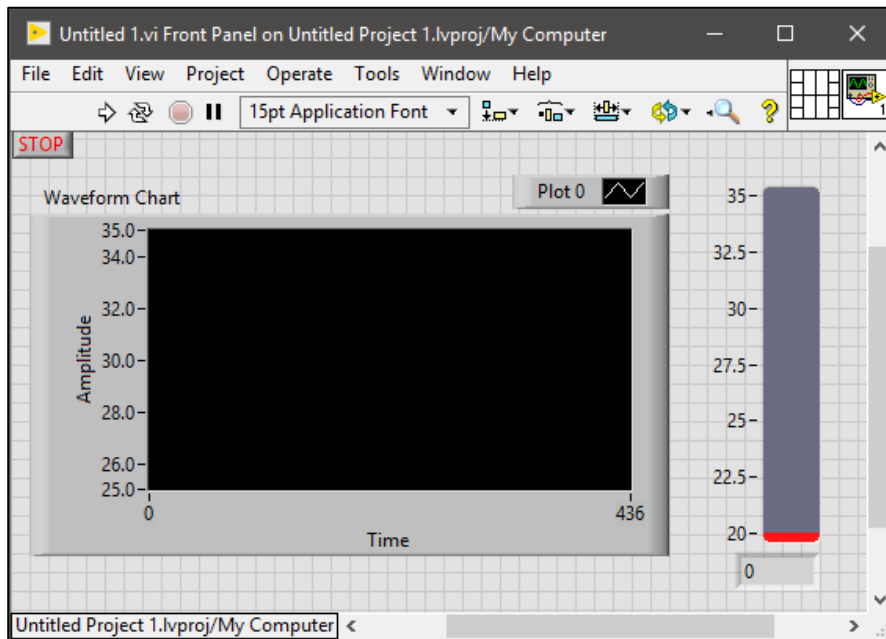 Untitled 1.vi Front Panel on Untitled Project 1.lvproj/My Computer
File Edit View Project Operate Tools Window Help
15pt Application Font
1
STOP
Waveform Chart
Plot 0
35.0
34.0
32.0
30.0
28.0
26.0
25.0
Amplitude
0 436
Time
35
32.5
30
27.5
25
22.5
20
0
Untitled Project 1.lvproj/My Computer